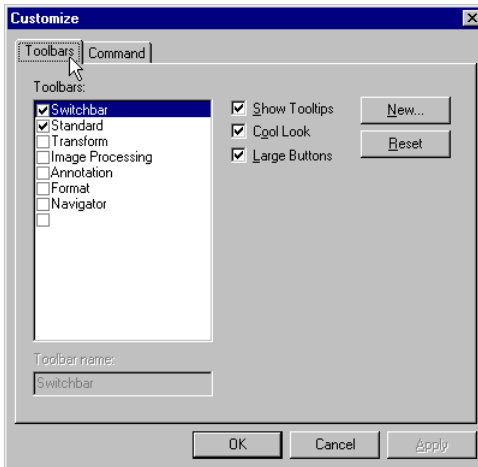 Customize
Toolbars Command
Toolbars:
Switchbar
Standard
Transform
Image Processing
Annotation
Format
Navigator
Show Tooltips
Cool Look
Large Buttons
New...
Reset
Toolbar name:
Switchbar
OK Cancel Apply